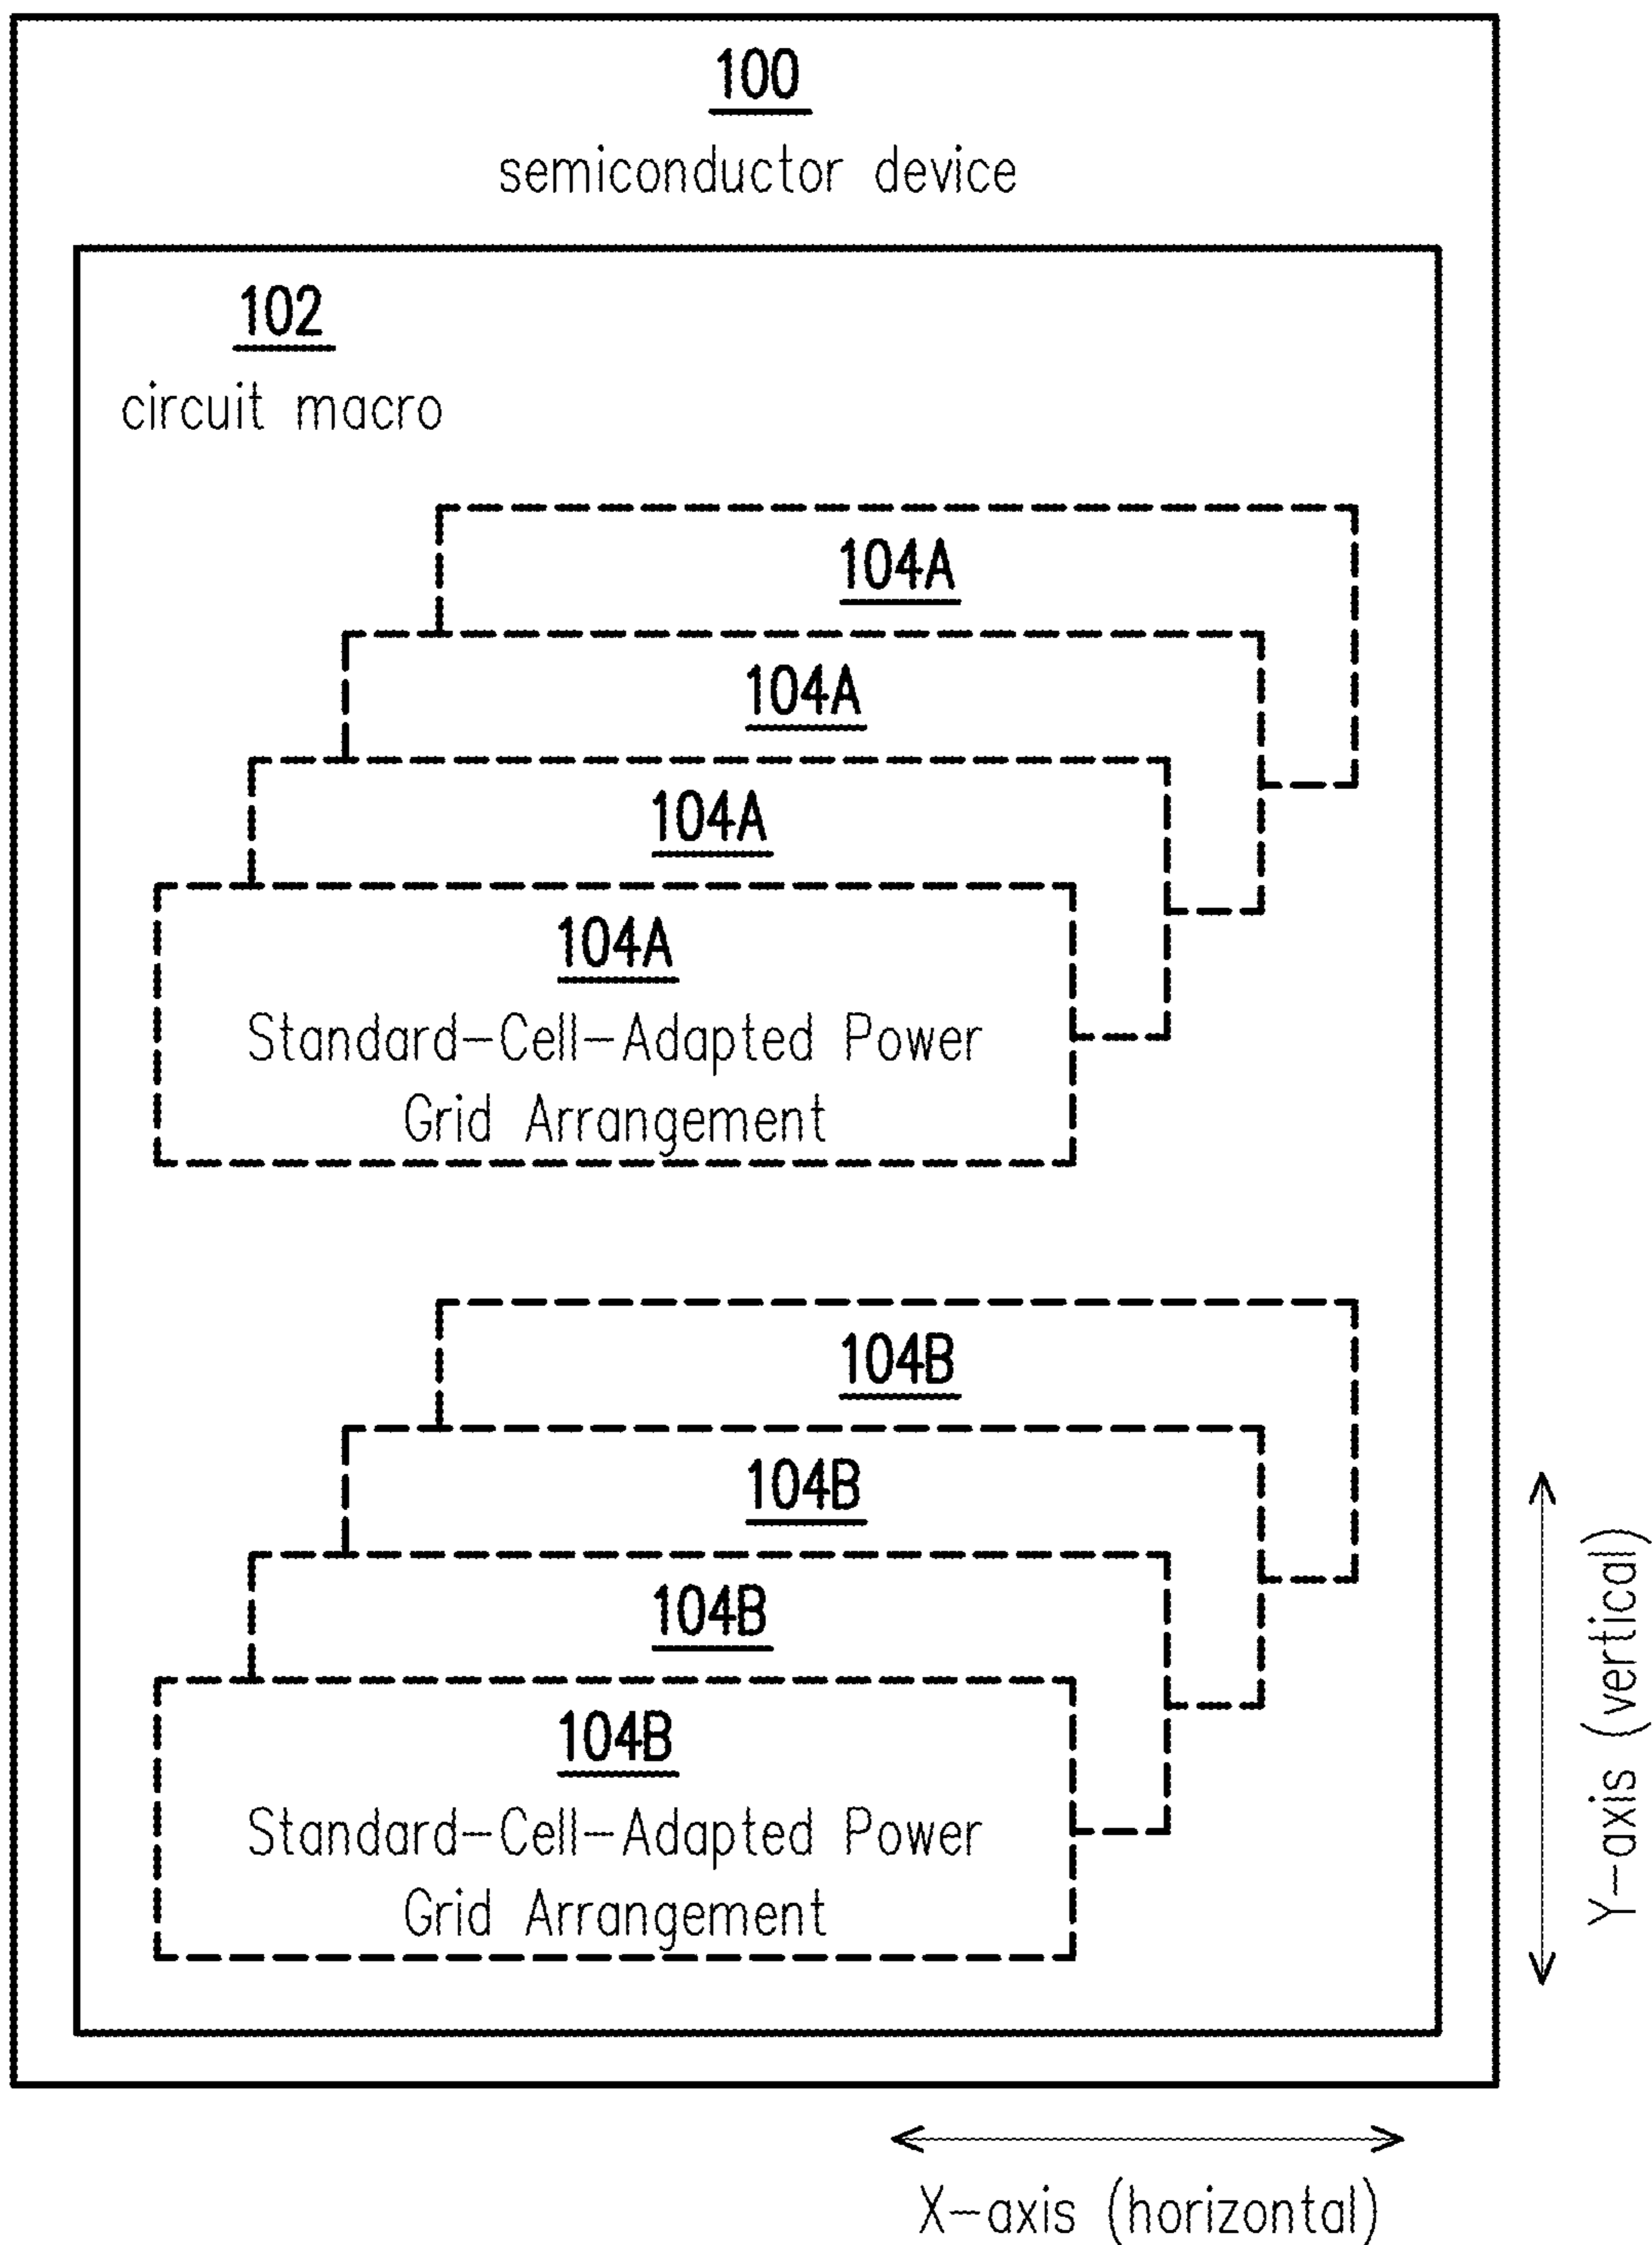 100
semiconductor device
102
circuit macro
104A
104A
104A
104A
Standard-Cell-Adapted Power
Grid Arrangement
104B
104B
104B
104B
Standard-Cell-Adapted Power
Grid Arrangement
Y-axis (vertical)
X-axis (horizontal)